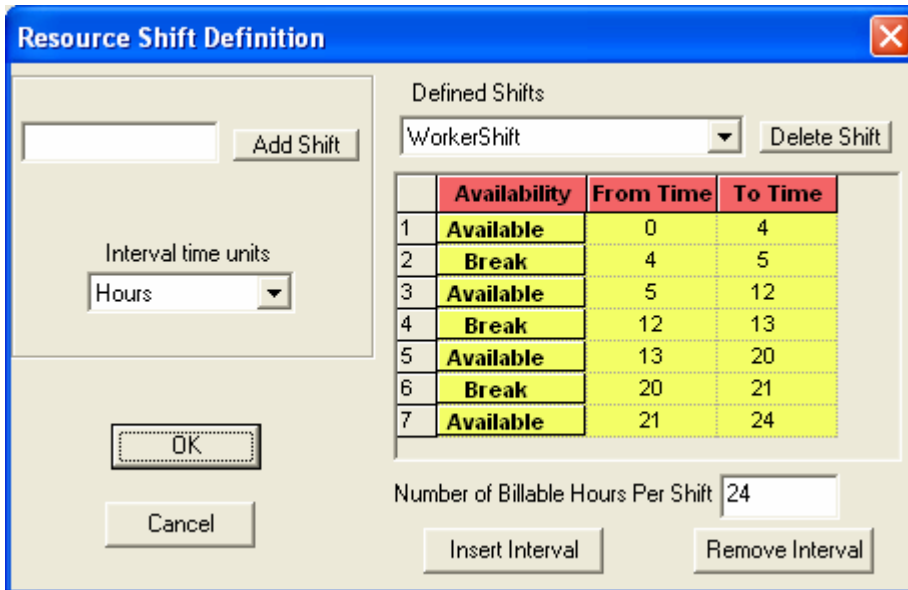 Resource Shift Definition
Add Shift
Interval time units
Hours
OK
Cancel
Defined Shifts
WorkerShift
Delete Shift
Availability From Time To Time
1 Available 0 4
2 Break 4 5
3 Available 5 12
4 Break 12 13
5 Available 13 20
6 Break 20 21
7 Available 21 24
Number of Billable Hours Per Shift 24
Insert Interval
Remove Interval